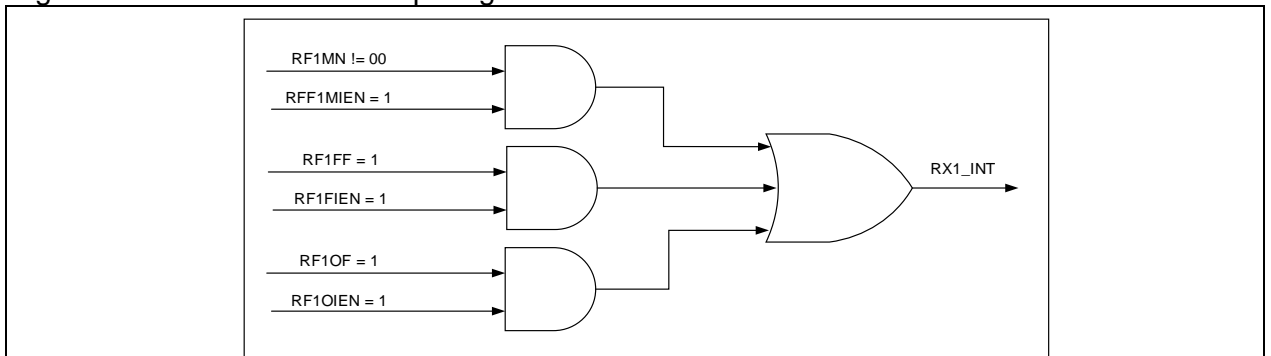 RF1MN != 00
RFF1MIEN = 1
RF1FF = 1
RF1FIEN = 1
RF1OF = 1
RF1OIEN = 1
RX1_INT